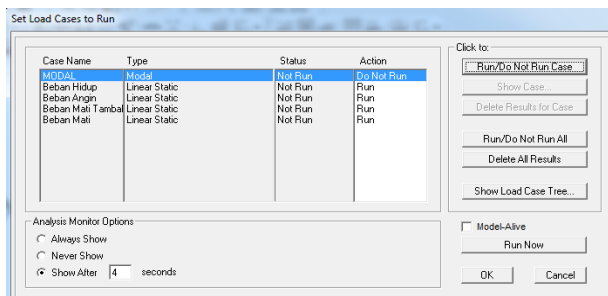 Set Load Cases to Run
Click to:
Case Name Type Status Action
MODAL Modal Not Run Do Not Run
Beban Hidup Linear Static Not Run Run
Beban Angin Linear Static Not Run Run
Beban Mati Tambal Linear Static Not Run Run
Beban Mati Linear Static Not Run Run
Run/Do Not Run Case
Show Case...
Delete Results for Case
Run/Do Not Run All
Delete All Results
Show Load Case Tree...
Analysis Monitor Options
Always Show
Never Show
Show After 4 seconds
Model-Alive
Run Now
OK Cancel